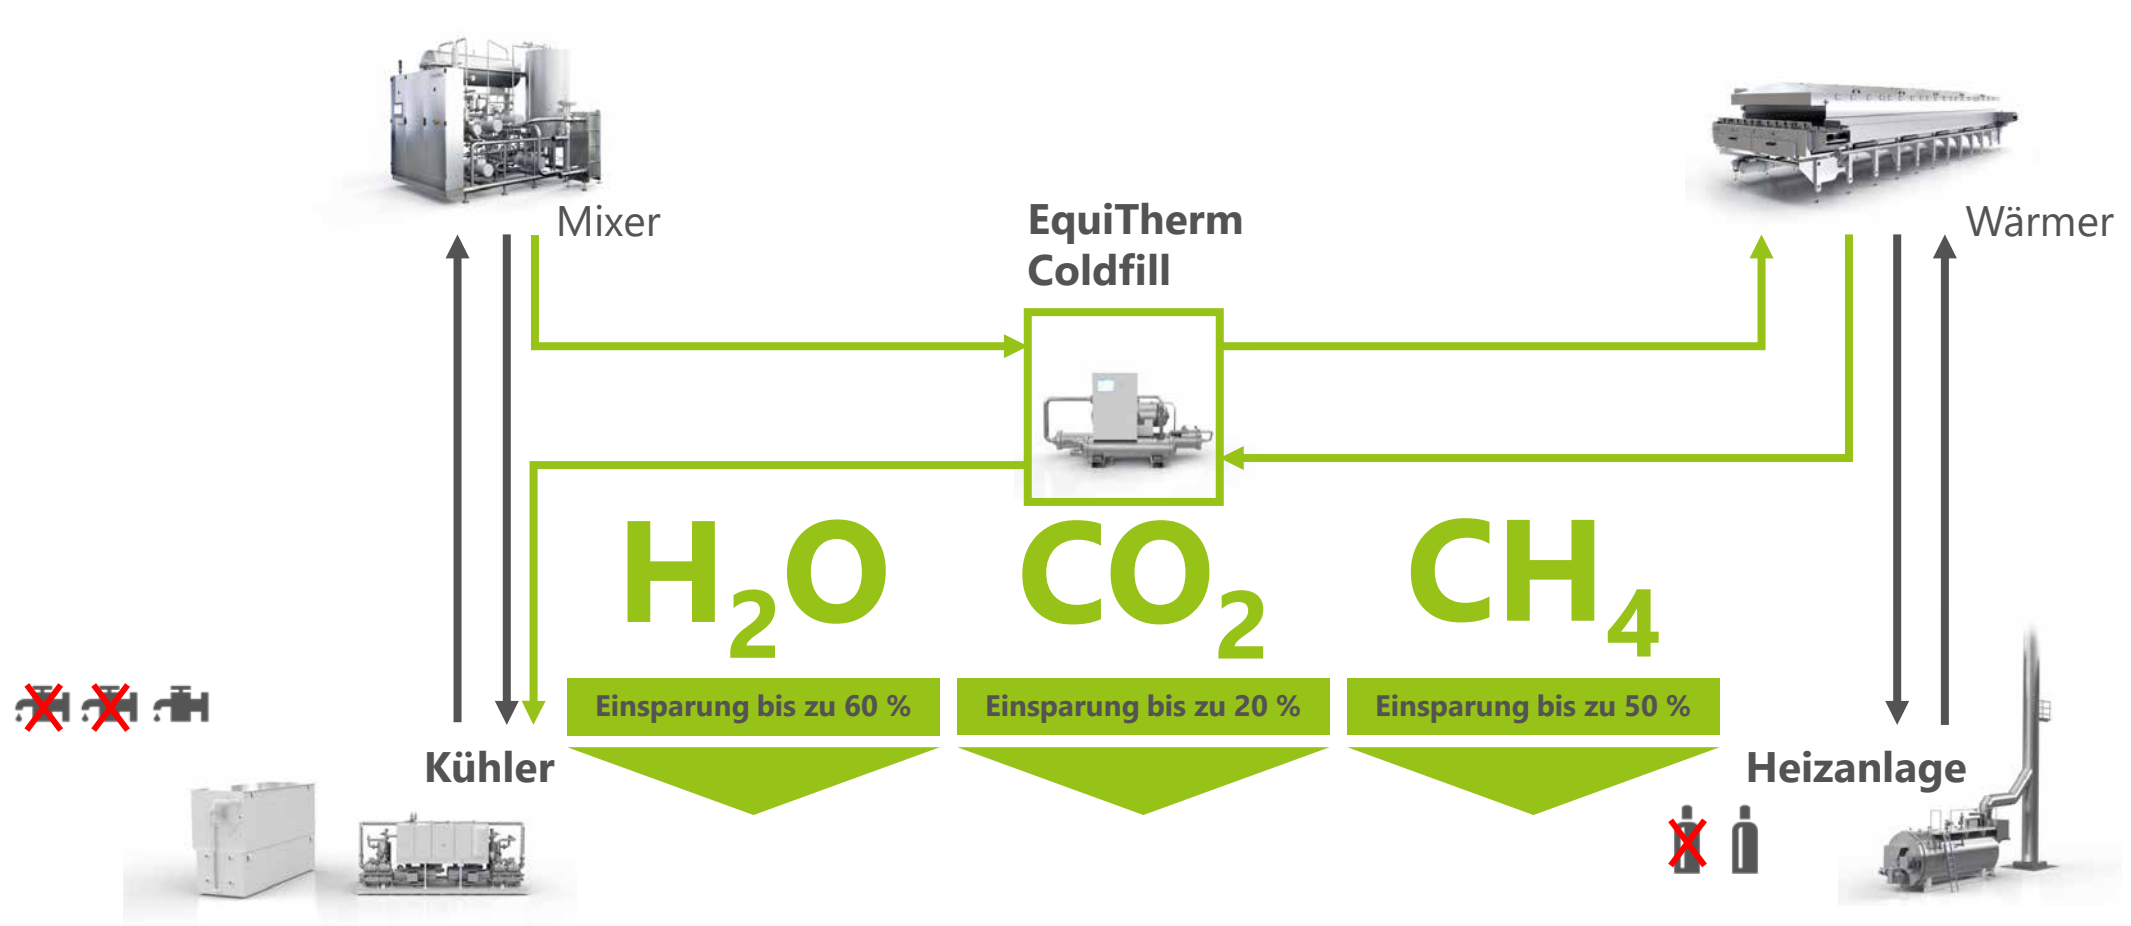 Mixer
Wärmer
EquiTherm
Coldfill
H₂O
CO₂
CH₄
Einsparung bis zu 60 %
Einsparung bis zu 20 %
Einsparung bis zu 50 %
Kühler
Heizanlage